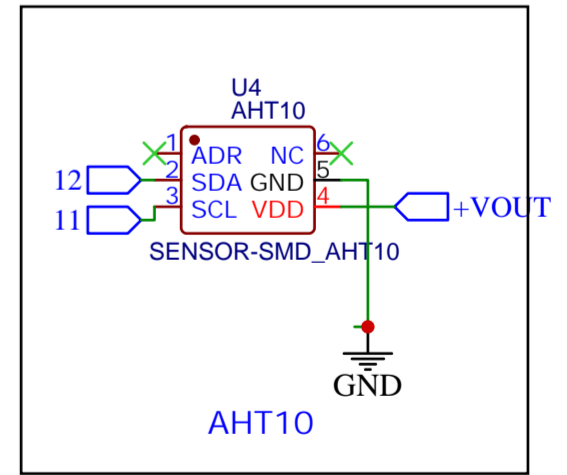 U4
AHT10
1 ADR NC 6
12 2 SDA GND 5
11 3 SCL VDD 4 +VOUT
SENSOR-SMD_AHT10
GND
AHT10